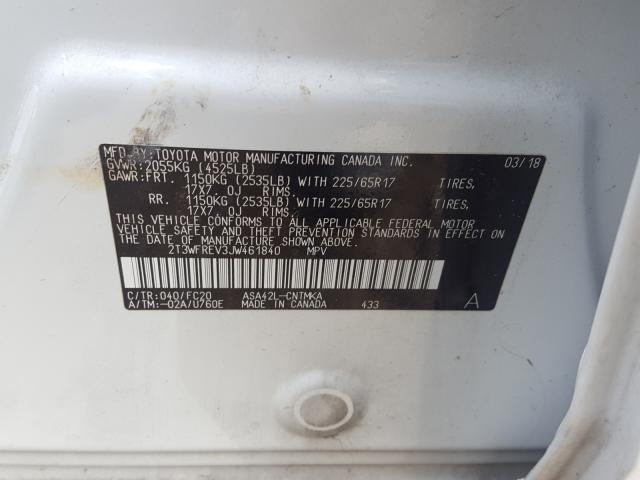 MFD.BY:TOYOTA MOTOR MANUFACTURING CANADA INC. 03/18
GVWR:2055KG (4525LB)
GAWR:FRT. 1150KG (2535LB) WITH 225/65R17 TIRES,
17X7. 0J RIMS.
RR. 1150KG (2535LB) WITH 225/65R17 TIRES,
17X7. 0J RIMS.
THIS VEHICLE CONFORMS TO ALL APPLICABLE FEDERAL MOTOR
VEHICLE SAFETY AND THEFT PREVENTION STANDARDS IN EFFECT
ON THE DATE OF MANUFACTURE SHOWN ABOVE.
2T3WFREV3JW461840 MPV
C/TR:040/FC20 ASA42L-CNTMKA
A/TM:-02A/U760E MADE IN CANADA 433 A